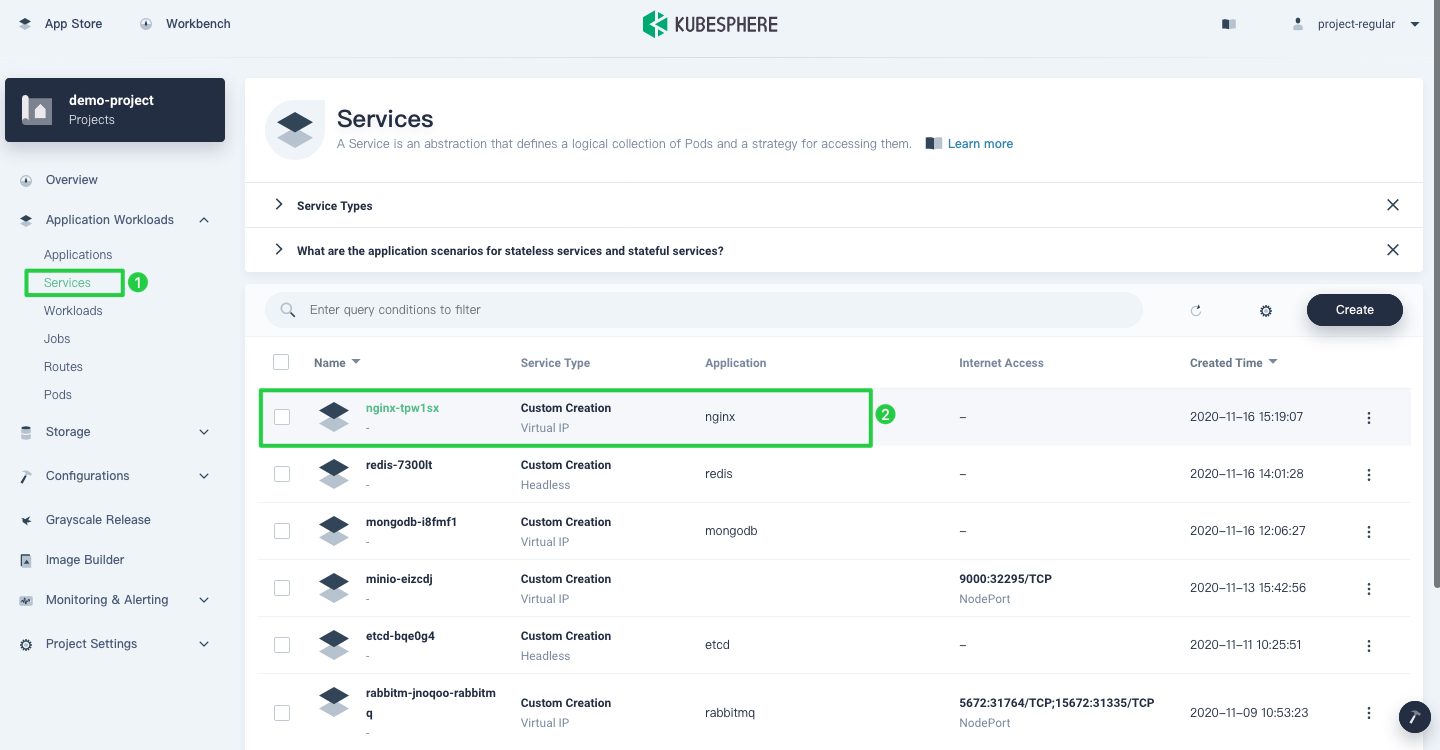 App Store
Workbench
KUBESPHERE
project-regular
demo-project
Projects
Overview
Application Workloads
Applications
Services
1
Workloads
Jobs
Routes
Pods
Storage
Configurations
Grayscale Release
Image Builder
Monitoring & Alerting
Project Settings
Services
A Service is an abstraction that defines a logical collection of Pods and a strategy for accessing them.
Learn more
Service Types
What are the application scenarios for stateless services and stateful services?
Enter query conditions to filter
Create
Name Service Type Application Internet Access Created Time
nginx-tpw1sx Custom Creation nginx – 2020-11-16 15:19:07
- Virtual IP
2
redis-7300lt Custom Creation redis – 2020-11-16 14:01:28
- Headless
mongodb-i8fmf1 Custom Creation mongodb – 2020-11-16 12:06:27
- Virtual IP
minio-eizcdj Custom Creation 9000:32295/TCP 2020-11-13 15:42:56
- Virtual IP NodePort
etcd-bqe0g4 Custom Creation etcd – 2020-11-11 10:25:51
- Headless
rabbitm-jnoqoo-rabbitm Custom Creation rabbitmq 5672:31764/TCP;15672:31335/TCP 2020-11-09 10:53:23
q Virtual IP NodePort
-